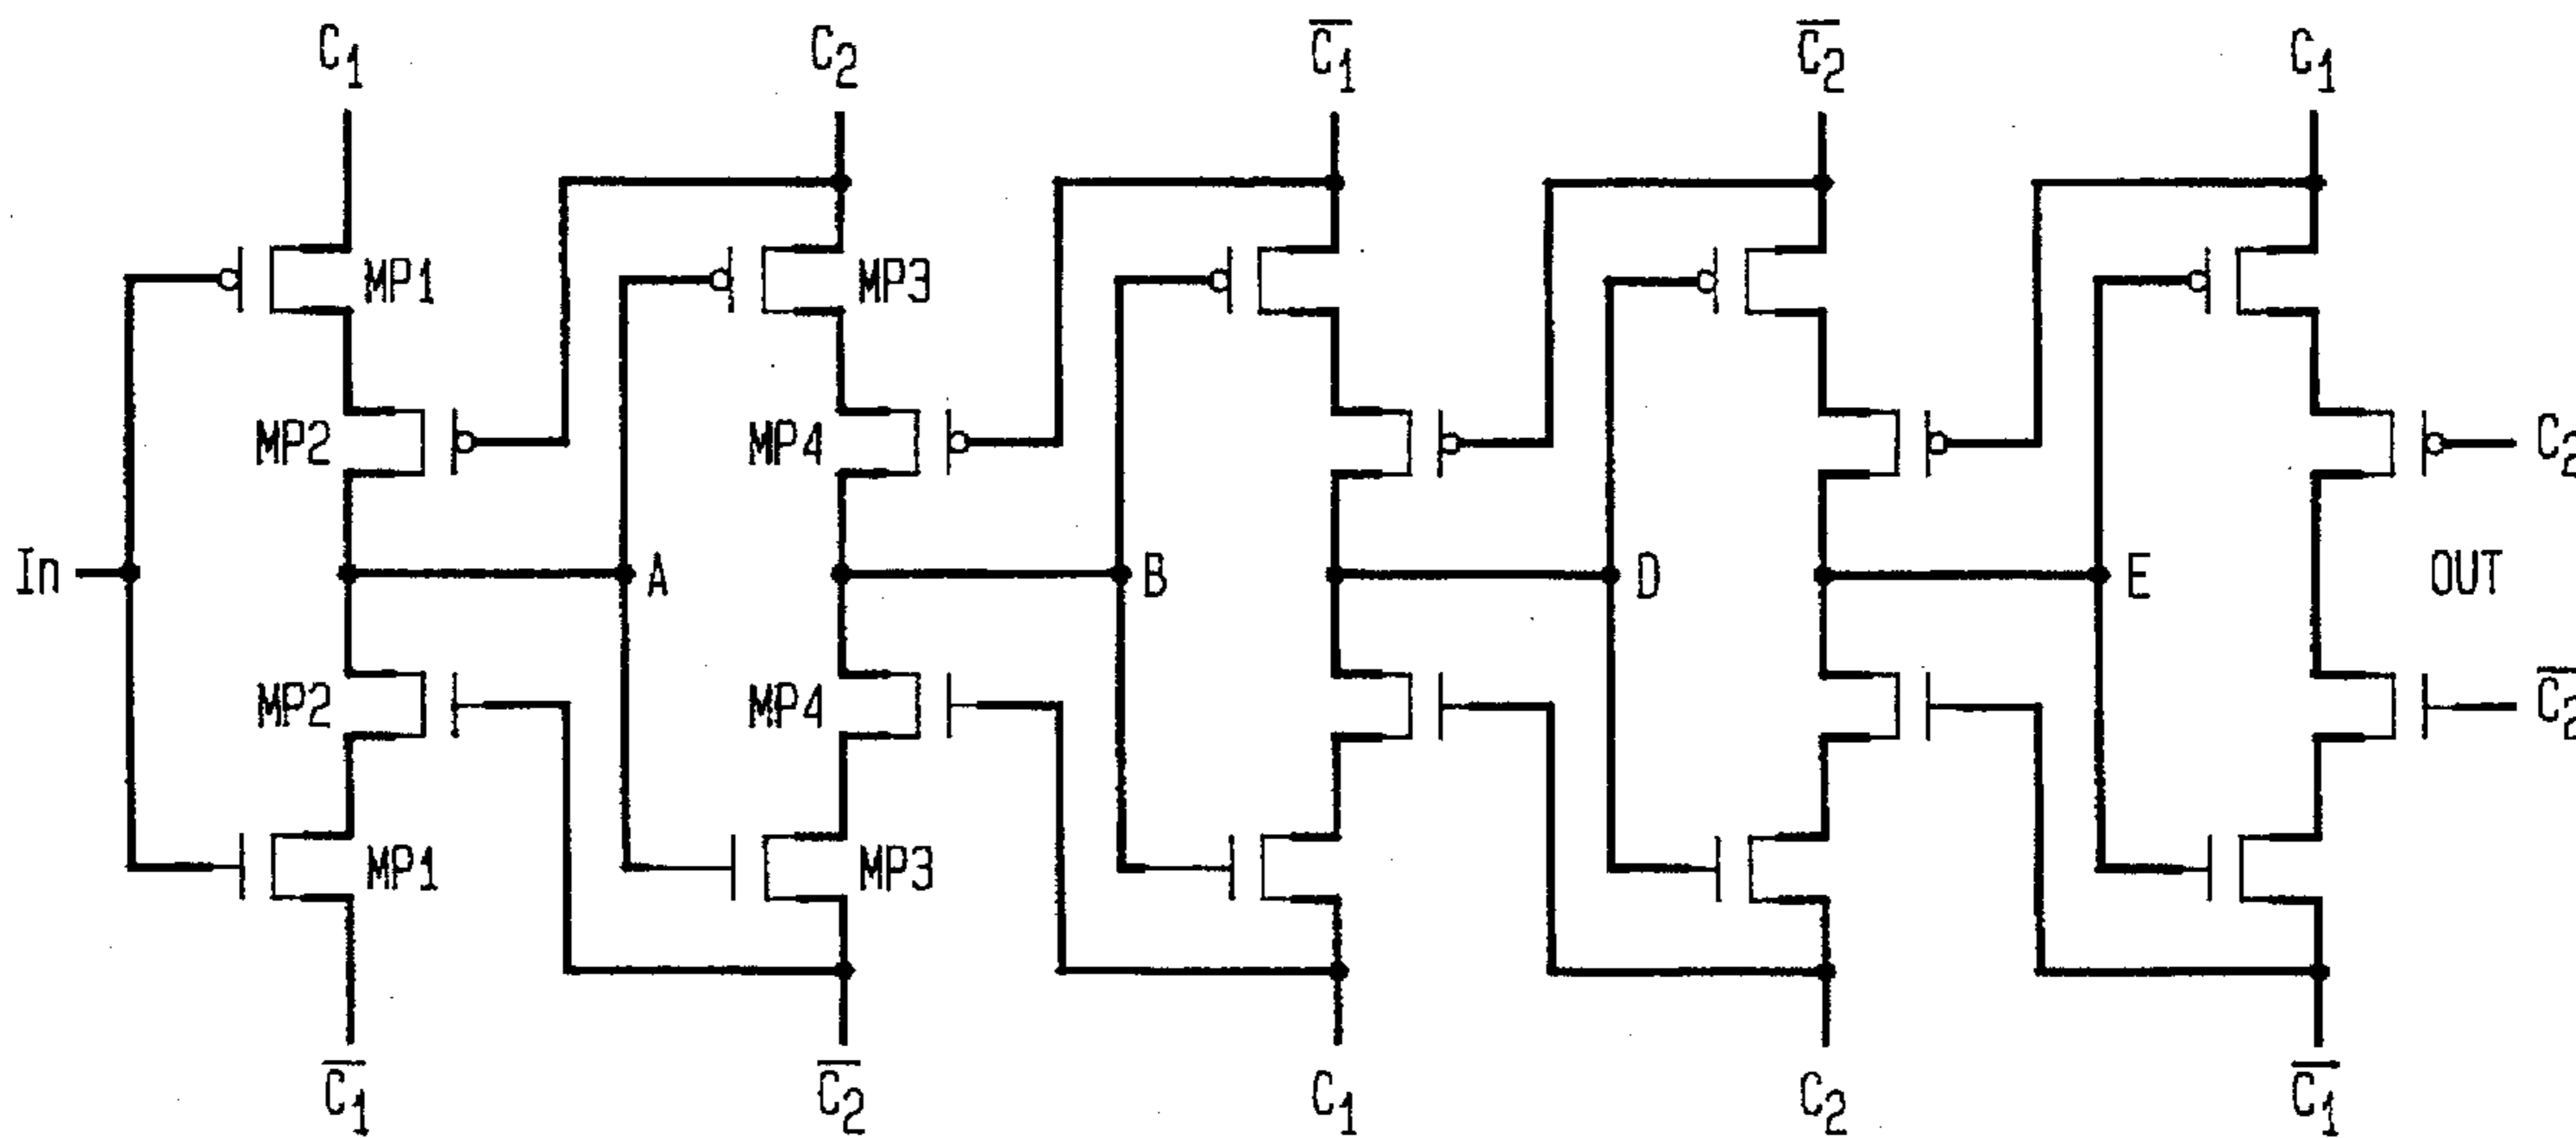 C1 C2 C̅1 C̅2 C1
MP1 MP3
MP2 MP4 C2
In A B D E OUT
MP2 MP4 C̅2
MP1 MP3
C̅1 C̅2 C1 C2 C̅1